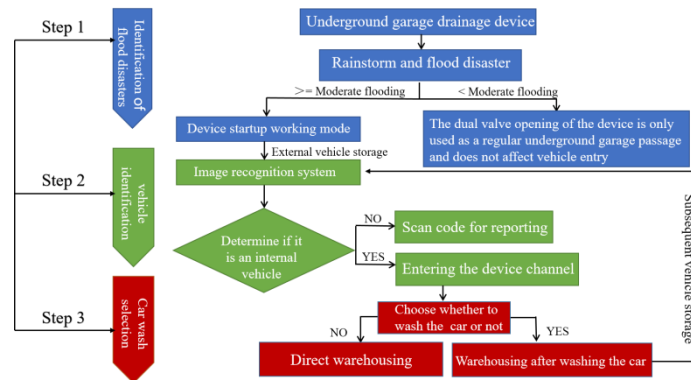 Step 1
Identification of
flood disasters
Underground garage drainage device
Rainstorm and flood disaster
>= Moderate flooding
< Moderate flooding
Device startup working mode
The dual valve opening of the device is only
used as a regular underground garage passage
and does not affect vehicle entry
External vehicle storage
Image recognition system
Step 2
vehicle
identification
Determine if it
is an internal
vehicle
NO
Scan code for reporting
YES
Entering the device channel
Subsequent vehicle storage
Step 3
Car wash
selection
Choose whether to
wash the car or not
NO
YES
Direct warehousing
Warehousing after washing the car